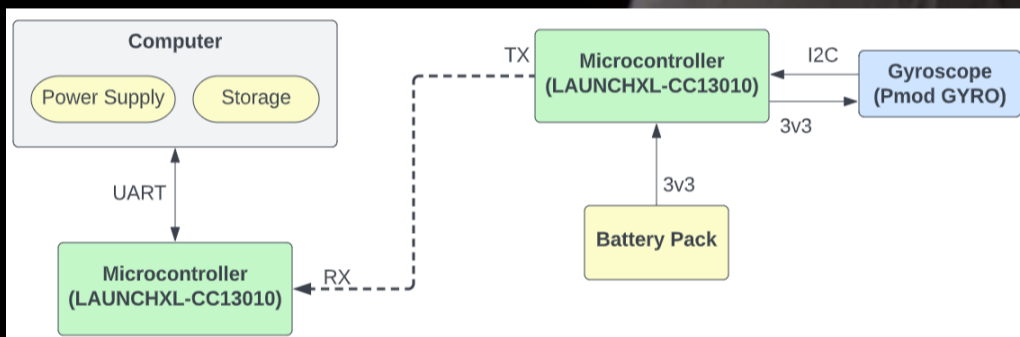 Computer
Power Supply
Storage
UART
Microcontroller
(LAUNCHXL-CC13010)
RX
TX
Microcontroller
(LAUNCHXL-CC13010)
I2C
3v3
Gyroscope
(Pmod GYRO)
3v3
Battery Pack